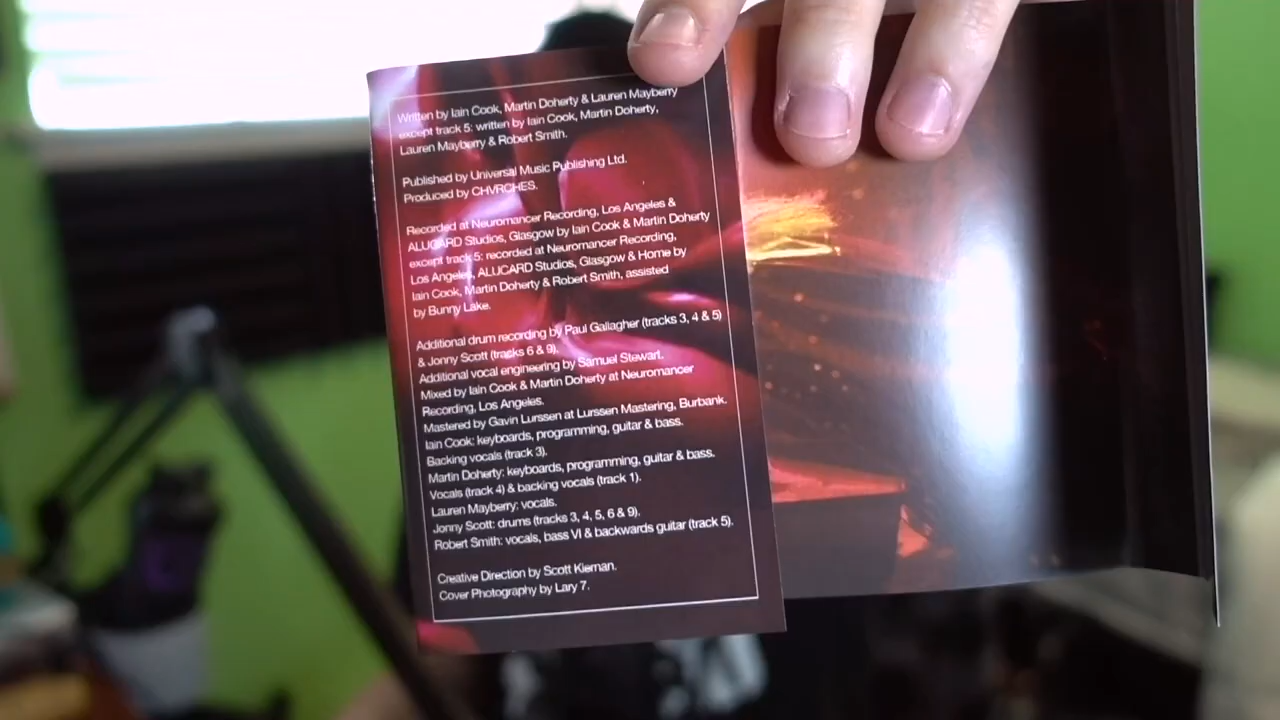 Written by Iain Cook, Martin Doherty & Lauren Mayberry
except track 5: written by Iain Cook, Martin Doherty,
Lauren Mayberry & Robert Smith.
Published by Universal Music Publishing Ltd.
Produced by CHVRCHES.
Recorded at Neuromancer Recording, Los Angeles &
ALUCARD Studios, Glasgow by Iain Cook & Martin Doherty
except track 5: recorded at Neuromancer Recording,
Los Angeles, ALUCARD Studios, Glasgow & Home by
Iain Cook, Martin Doherty & Robert Smith, assisted
by Bunny Lake.
Additional drum recording by Paul Gallagher (tracks 3, 4 & 5)
& Jonny Scott (tracks 6 & 9).
Additional vocal engineering by Samuel Stewart.
Mixed by Iain Cook & Martin Doherty at Neuromancer
Recording, Los Angeles.
Mastered by Gavin Lurssen at Lurssen Mastering, Burbank.
Iain Cook: keyboards, programming, guitar & bass.
Backing vocals (track 3).
Martin Doherty: keyboards, programming, guitar & bass.
Vocals (track 4) & backing vocals (track 1).
Lauren Mayberry: vocals.
Jonny Scott: drums (tracks 3, 4, 5, 6 & 9).
Robert Smith: vocals, bass VI & backwards guitar (track 5).
Creative Direction by Scott Kiernan.
Cover Photography by Lary 7.